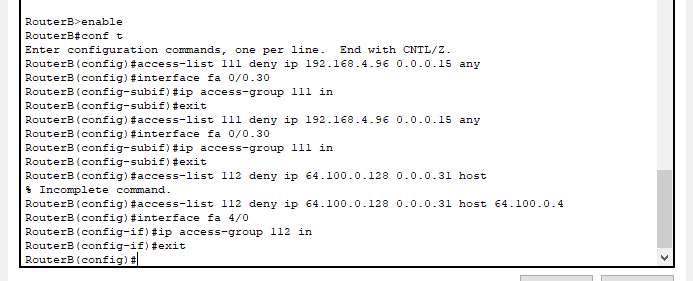 RouterB>enable
RouterB#conf t
Enter configuration commands, one per line.  End with CNTL/Z.
RouterB(config)#access-list 111 deny ip 192.168.4.96 0.0.0.15 any
RouterB(config)#interface fa 0/0.30
RouterB(config-subif)#ip access-group 111 in
RouterB(config-subif)#exit
RouterB(config)#access-list 111 deny ip 192.168.4.96 0.0.0.15 any
RouterB(config)#interface fa 0/0.30
RouterB(config-subif)#ip access-group 111 in
RouterB(config-subif)#exit
RouterB(config)#access-list 112 deny ip 64.100.0.128 0.0.0.31 host
% Incomplete command.
RouterB(config)#access-list 112 deny ip 64.100.0.128 0.0.0.31 host 64.100.0.4
RouterB(config)#interface fa 4/0
RouterB(config-if)#ip access-group 112 in
RouterB(config-if)#exit
RouterB(config)#